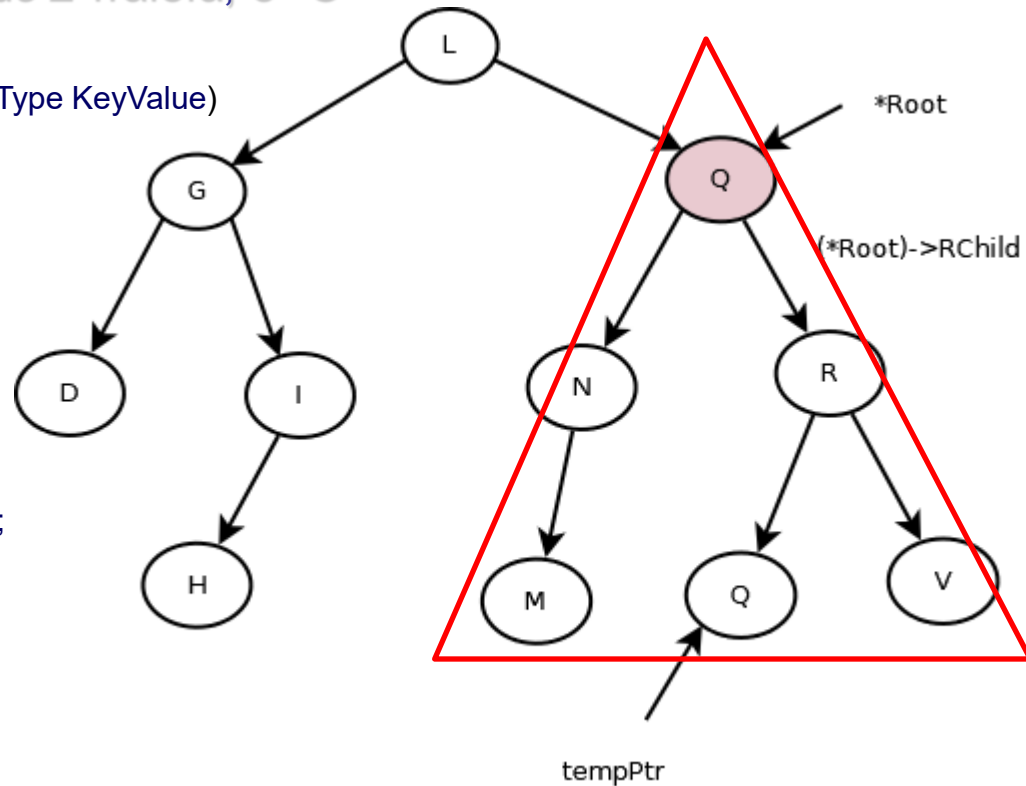 L
Type KeyValue)
*Root
Q
G
(*Root)->RChild
R
N
D
I
;
V
H
Q
M
tempPtr